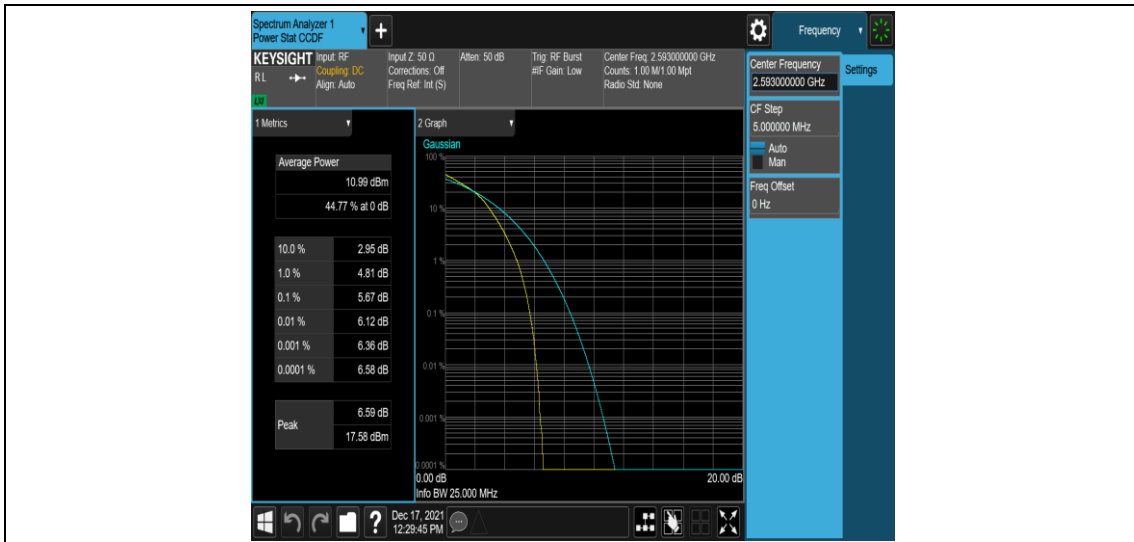 Spectrum Analyzer 1
Power Stat CCDF
+
Frequency
KEYSIGHT
RL
LXI
Input: RF
Coupling: DC
Align: Auto
Input Z: 50 Ω
Corrections: Off
Freq Ref: Int (S)
Atten: 50 dB
Trig: RF Burst
#IF Gain: Low
Center Freq: 2.593000000 GHz
Counts: 1.00 M/1.00 Mpt
Radio Std: None
Center Frequency
2.593000000 GHz
Settings
CF Step
5.000000 MHz
Auto
Man
Freq Offset
0 Hz
1 Metrics
Average Power
10.99 dBm
44.77 % at 0 dB
10.0 % 2.95 dB
1.0 % 4.81 dB
0.1 % 5.67 dB
0.01 % 6.12 dB
0.001 % 6.36 dB
0.0001 % 6.58 dB
Peak 6.59 dB
17.58 dBm
2 Graph
Gaussian
100 %
10 %
1 %
0.1 %
0.01 %
0.001 %
0.0001 %
0.00 dB 20.00 dB
Info BW 25.000 MHz
?
Dec 17, 2021
12:29:45 PM